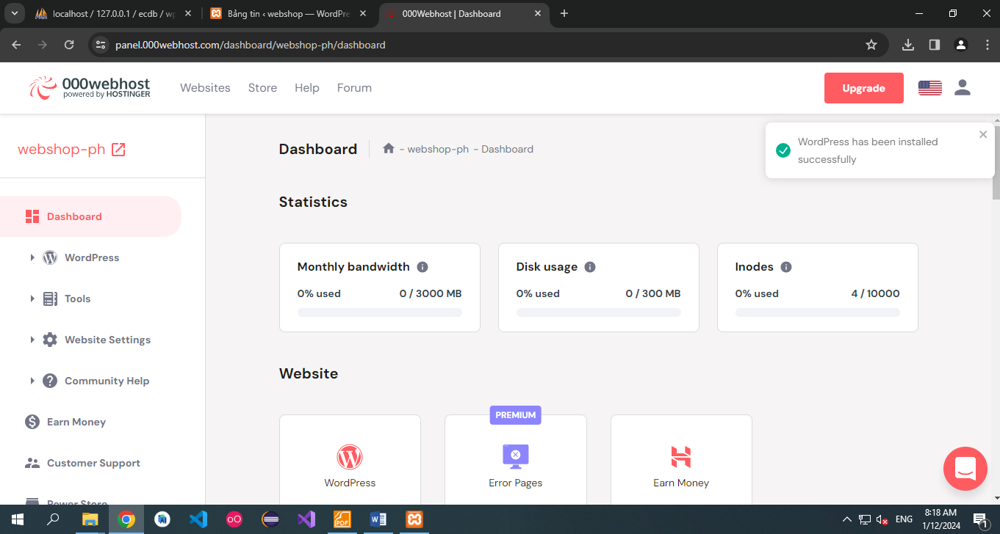 localhost / 127.0.0.1 / ecdb / wp
Bảng tin ‹ webshop — WordPre
000Webhost | Dashboard
panel.000webhost.com/dashboard/webshop-ph/dashboard
000webhost
powered by HOSTINGER
Websites
Store
Help
Forum
Upgrade
webshop-ph
Dashboard
- webshop-ph - Dashboard
WordPress has been installed
successfully
Statistics
Dashboard
WordPress
Tools
Website Settings
Community Help
Earn Money
Customer Support
Power Store
Monthly bandwidth
0% used
0 / 3000 MB
Disk usage
0% used
0 / 300 MB
Inodes
0% used
4 / 10000
Website
WordPress
PREMIUM
Error Pages
Earn Money
PDF
ENG
8:18 AM
1/12/2024
1